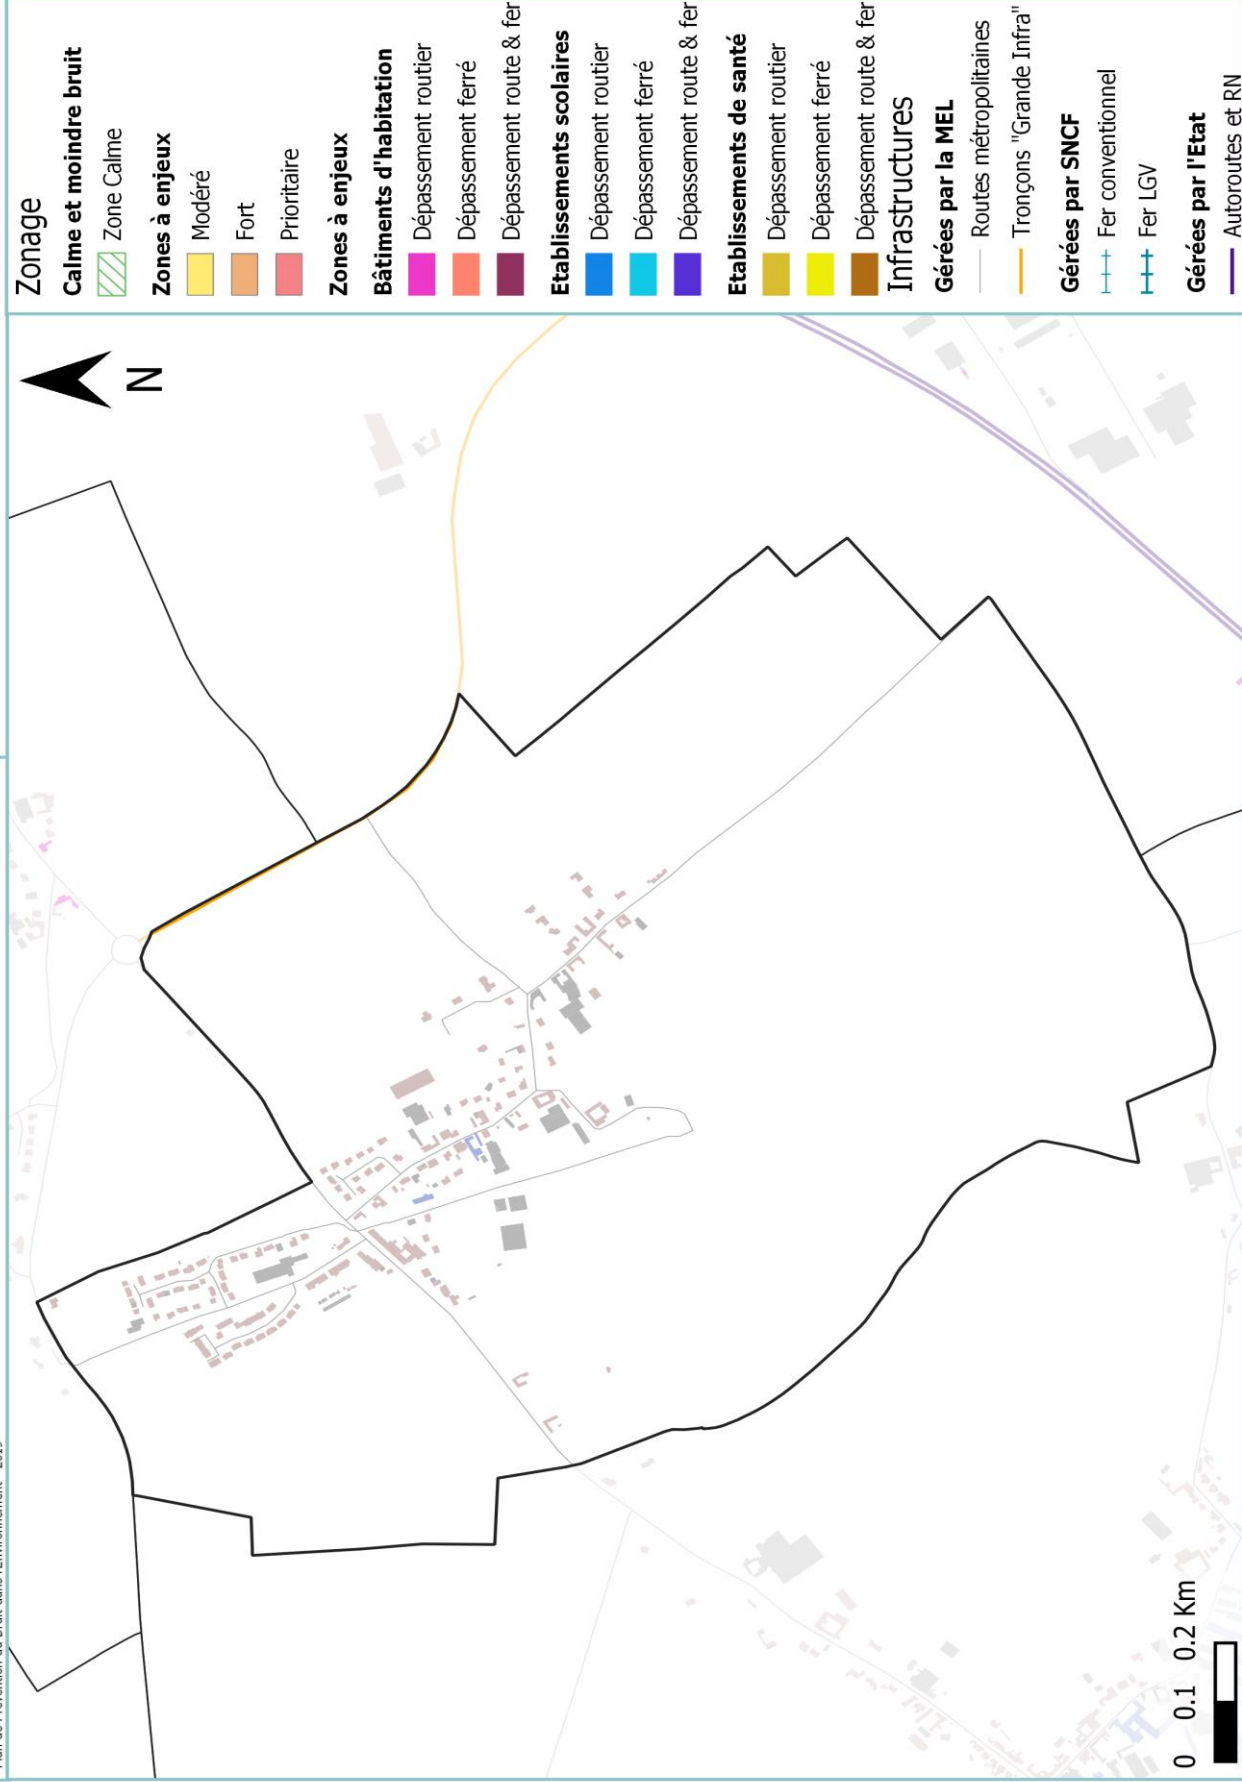 Zonage
Calme et moindre bruit
Zone Calme
Zones à enjeux
Modéré
Fort
Prioritaire
Zones à enjeux
Bâtiments d'habitation
Dépassement routier
Dépassement ferré
Dépassement route & fer
Etablissements scolaires
Dépassement routier
Dépassement ferré
Dépassement route & fer
Etablissements de santé
Dépassement routier
Dépassement ferré
Dépassement route & fer
Infrastructures
Gérées par la MEL
Routes métropolitaines
Tronçons "Grande Infra"
Gérées par SNCF
Fer conventionnel
Fer LGV
Gérées par l'Etat
Autoroutes et RN
N
0 0.1 0.2 Km